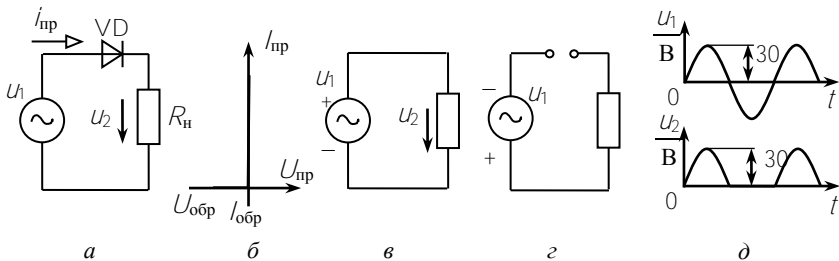 iпр
VD
u1
u2
Rн
а
Iпр
Uпр
Uобр
Iобр
б
u1
+
−
u2
в
−
u1
+
г
u1
В
30
0
t
u2
В
30
0
t
д